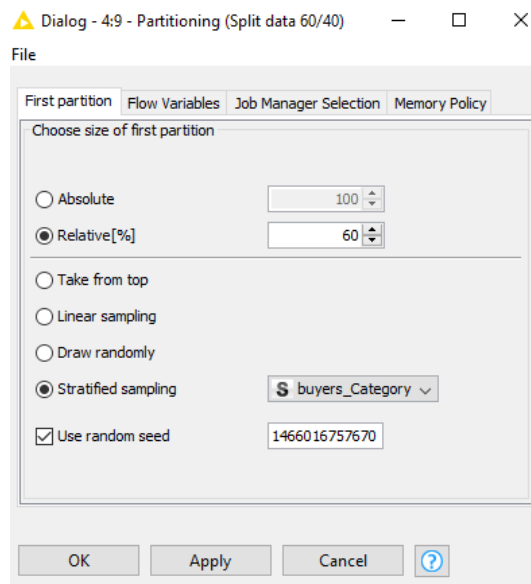 Dialog - 4:9 - Partitioning (Split data 60/40)
File
First partition Flow Variables Job Manager Selection Memory Policy
Choose size of first partition
Absolute 100
Relative[%] 60
Take from top
Linear sampling
Draw randomly
Stratified sampling S buyers_Category
Use random seed 1466016757670
OK Apply Cancel ?